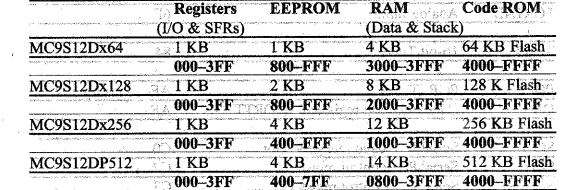 Registers EEPROM RAM Code ROM
(I/O & SFRs) (Data & Stack)
MC9S12Dx64 1 KB 1 KB 4 KB 64 KB Flash
000–3FF 800–FFF 3000–3FFF 4000–FFFF
MC9S12Dx128 1 KB 2 KB 8 KB 128 K Flash
000–3FF 800–FFF 2000–3FFF 4000–FFFF
MC9S12Dx256 1 KB 4 KB 12 KB 256 KB Flash
000–3FF 400–FFF 1000–3FFF 4000–FFFF
MC9S12DP512 1 KB 4 KB 14 KB 512 KB Flash
000–3FF 400–7FF 0800–3FFF 4000–FFFF